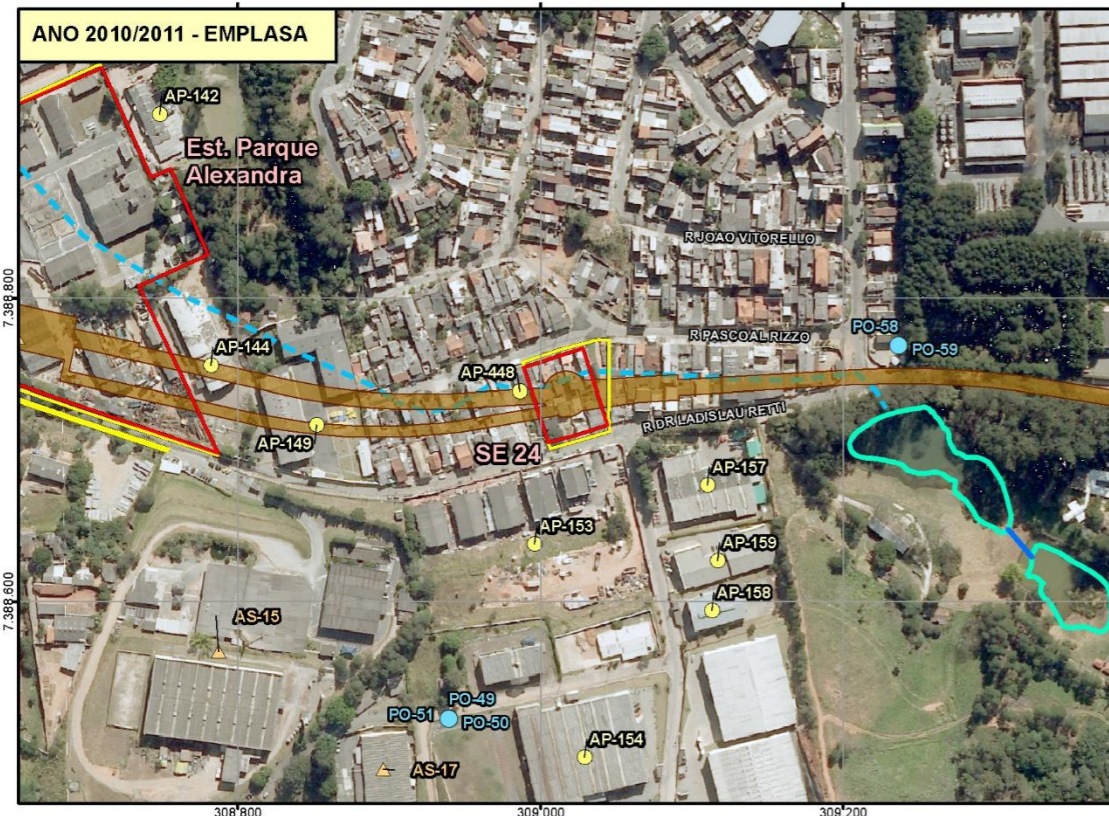 ANO 2010/2011 - EMPLASA
AP-142
Est. Parque
Alexandra
R JOAO VITORELLO
7.388.800
R PASCOAL RIZZO
PO-58
PO-59
AP-144
AP-448
AP-149
SE 24
R DR LADISLAU RETTI
AP-157
AP-153
AP-159
AP-158
7.388.600
AS-15
PO-49
PO-51
PO-50
AP-154
AS-17
308.800
309.000
309.200